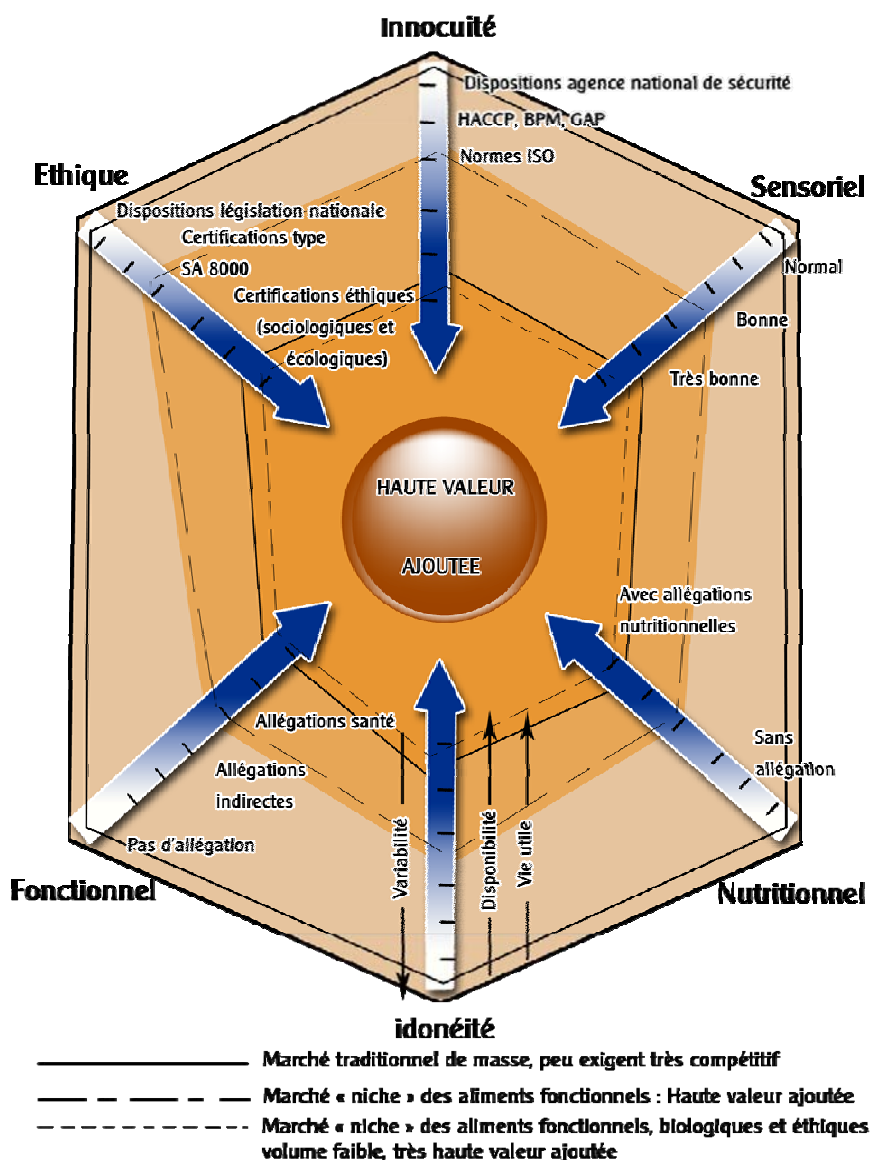 Innocuité
Dispositions agence national de sécurité
HACCP, BPM, GAP
Normes ISO
Ethique
Sensoriel
Dispositions législation nationale
Certifications type
SA 8000
Certifications éthiques
(sociologiques et
écologiques)
Normal
Bonne
Très bonne
HAUTE VALEUR
AJOUTEE
Avec allégations
nutritionnelles
Sans
allégation
Allégations santé
Allégations
indirectes
Pas d'allégation
Variabilité
Disponibilité
Vie utile
Fonctionnel
Nutritionnel
idonéité
Marché traditionnel de masse, peu exigent très compétitif
Marché « niche » des aliments fonctionnels : Haute valeur ajoutée
Marché « niche » des aliments fonctionnels, biologiques et éthiques
volume faible, très haute valeur ajoutée